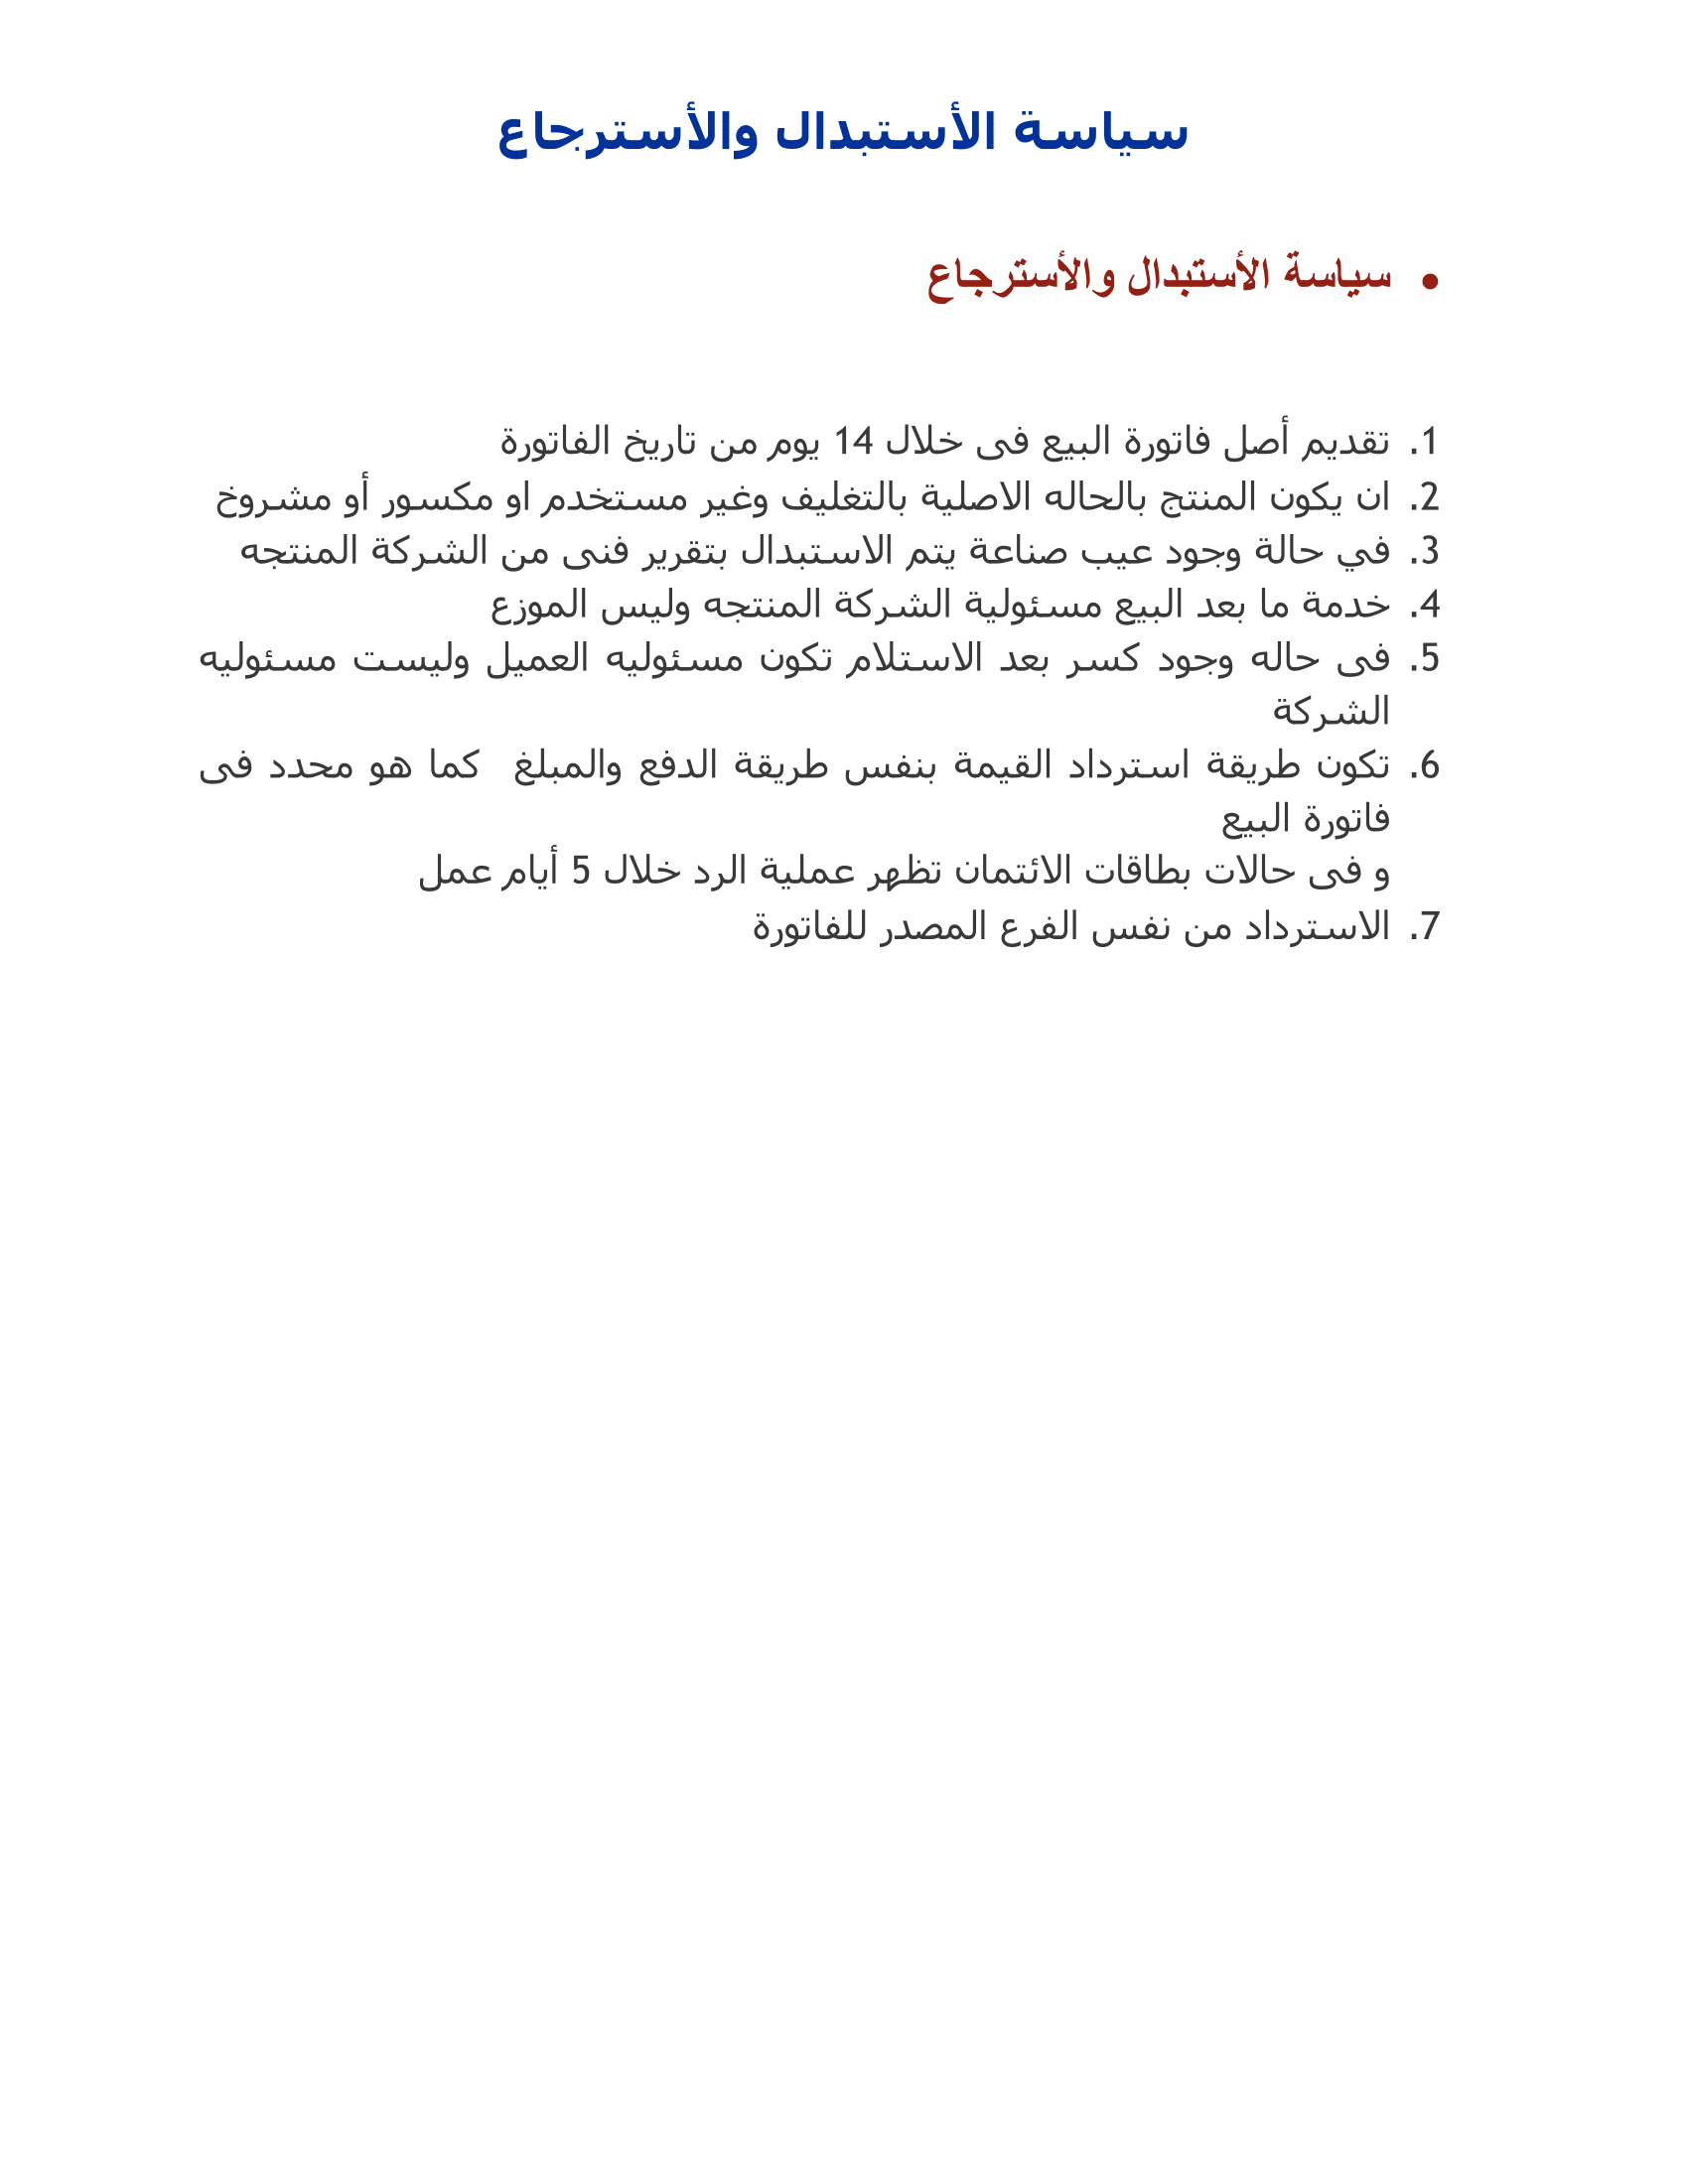 سياسة الأستبدال والأسترجاع
• سياسة الأستبدال والأسترجاع
1. تقديم أصل فاتورة البيع فى خلال 14 يوم من تاريخ الفاتورة
2. ان يكون المنتج بالحاله الاصلية بالتغليف وغير مستخدم او مكسور أو مشروخ
3. في حالة وجود عيب صناعة يتم الاستبدال بتقرير فنى من الشركة المنتجه
4. خدمة ما بعد البيع مسئولية الشركة المنتجه وليس الموزع
5. فى حاله وجود كسر بعد الاستلام تكون مسئوليه العميل وليست مسئوليه
الشركة
6. تكون طريقة استرداد القيمة بنفس طريقة الدفع والمبلغ كما هو محدد فى
فاتورة البيع
و فى حالات بطاقات الائتمان تظهر عملية الرد خلال 5 أيام عمل
7. الاسترداد من نفس الفرع المصدر للفاتورة